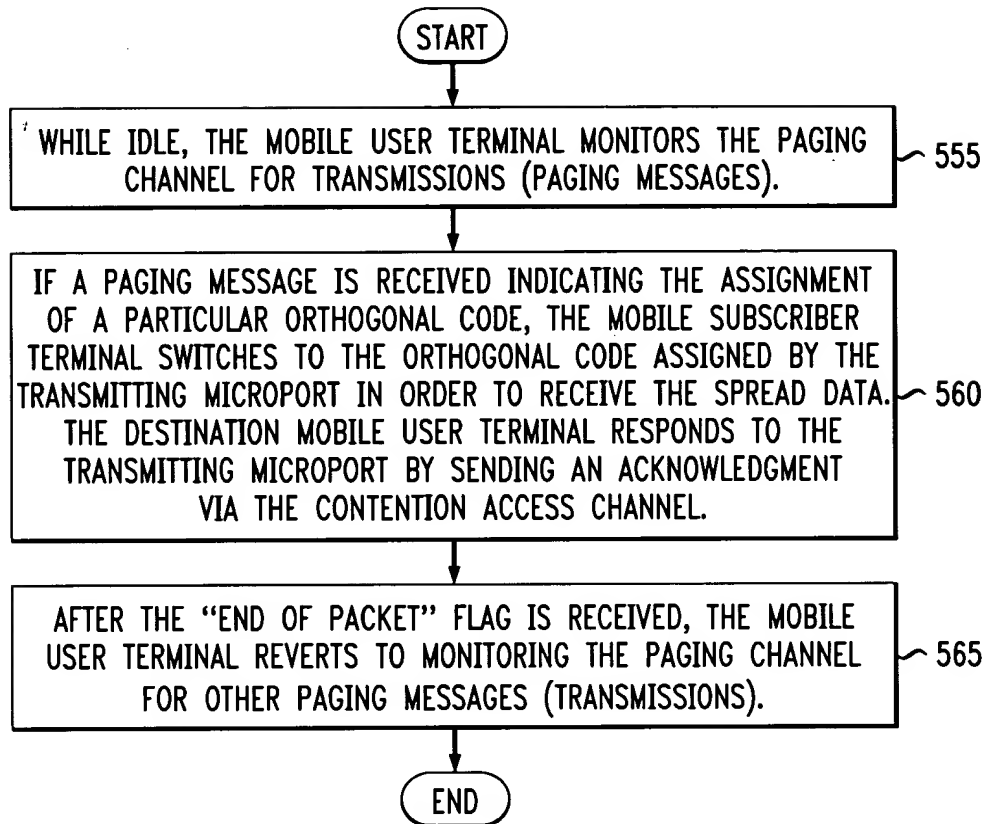 START
WHILE IDLE, THE MOBILE USER TERMINAL MONITORS THE PAGING
CHANNEL FOR TRANSMISSIONS (PAGING MESSAGES).
555
IF A PAGING MESSAGE IS RECEIVED INDICATING THE ASSIGNMENT
OF A PARTICULAR ORTHOGONAL CODE, THE MOBILE SUBSCRIBER
TERMINAL SWITCHES TO THE ORTHOGONAL CODE ASSIGNED BY THE
TRANSMITTING MICROPORT IN ORDER TO RECEIVE THE SPREAD DATA.
THE DESTINATION MOBILE USER TERMINAL RESPONDS TO THE
TRANSMITTING MICROPORT BY SENDING AN ACKNOWLEDGMENT
VIA THE CONTENTION ACCESS CHANNEL.
560
AFTER THE “END OF PACKET” FLAG IS RECEIVED, THE MOBILE
USER TERMINAL REVERTS TO MONITORING THE PAGING CHANNEL
FOR OTHER PAGING MESSAGES (TRANSMISSIONS).
565
END